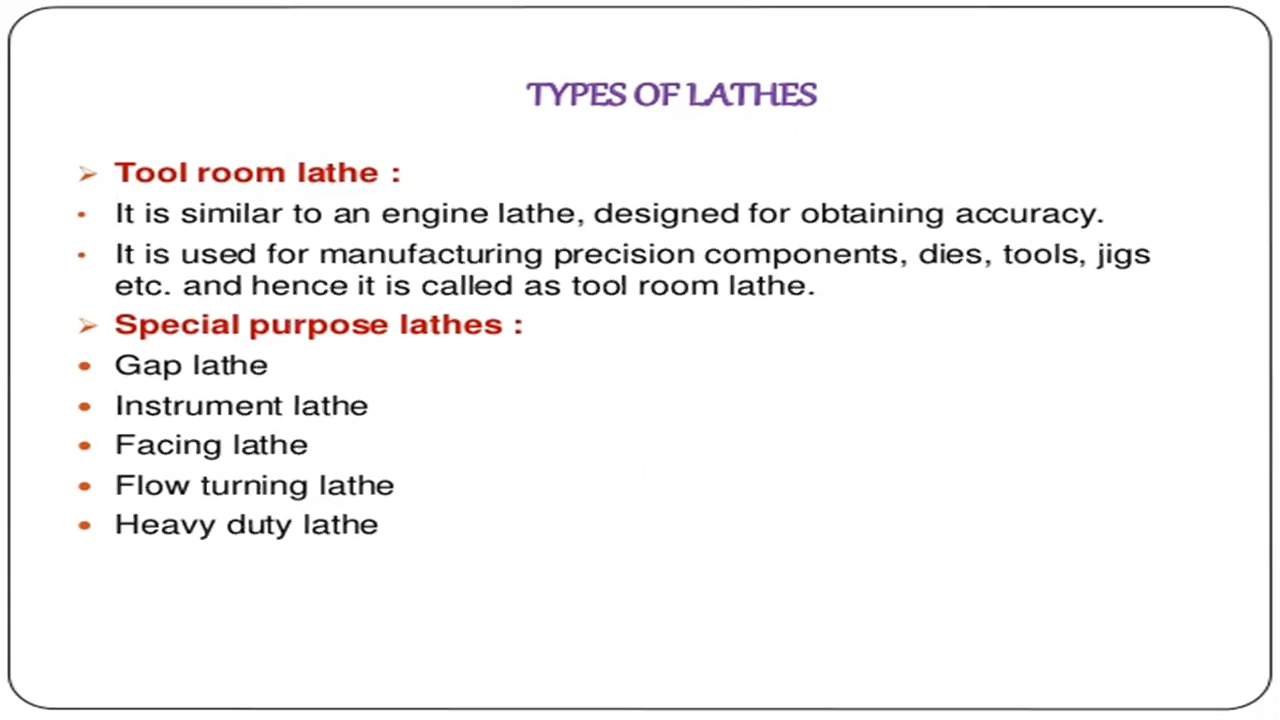 TYPES OF LATHES
➢ Tool room lathe :
• It is similar to an engine lathe, designed for obtaining accuracy.
• It is used for manufacturing precision components, dies, tools, jigs
etc. and hence it is called as tool room lathe.
➢ Special purpose lathes :
• Gap lathe
• Instrument lathe
• Facing lathe
• Flow turning lathe
• Heavy duty lathe